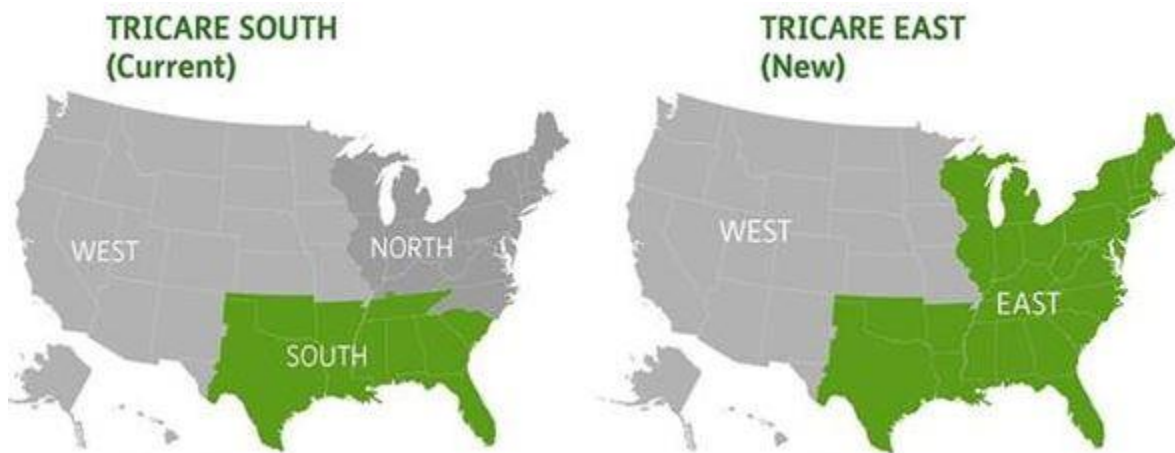 TRICARE SOUTH
(Current)
WEST
NORTH
SOUTH
TRICARE EAST
(New)
WEST
EAST